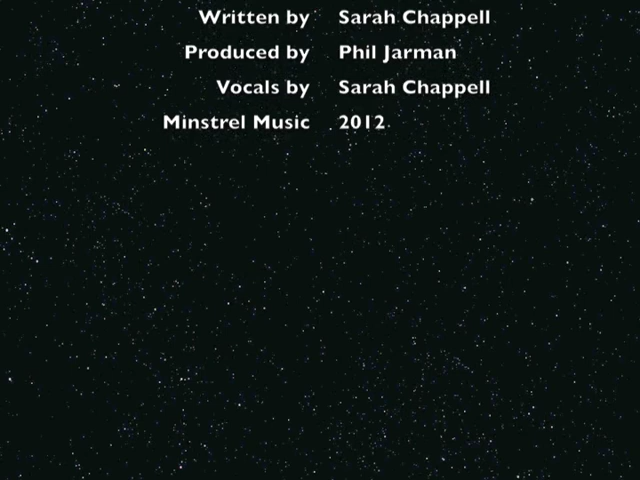 Written by Sarah Chappell
Produced by Phil Jarman
Vocals by Sarah Chappell
Minstrel Music 2012